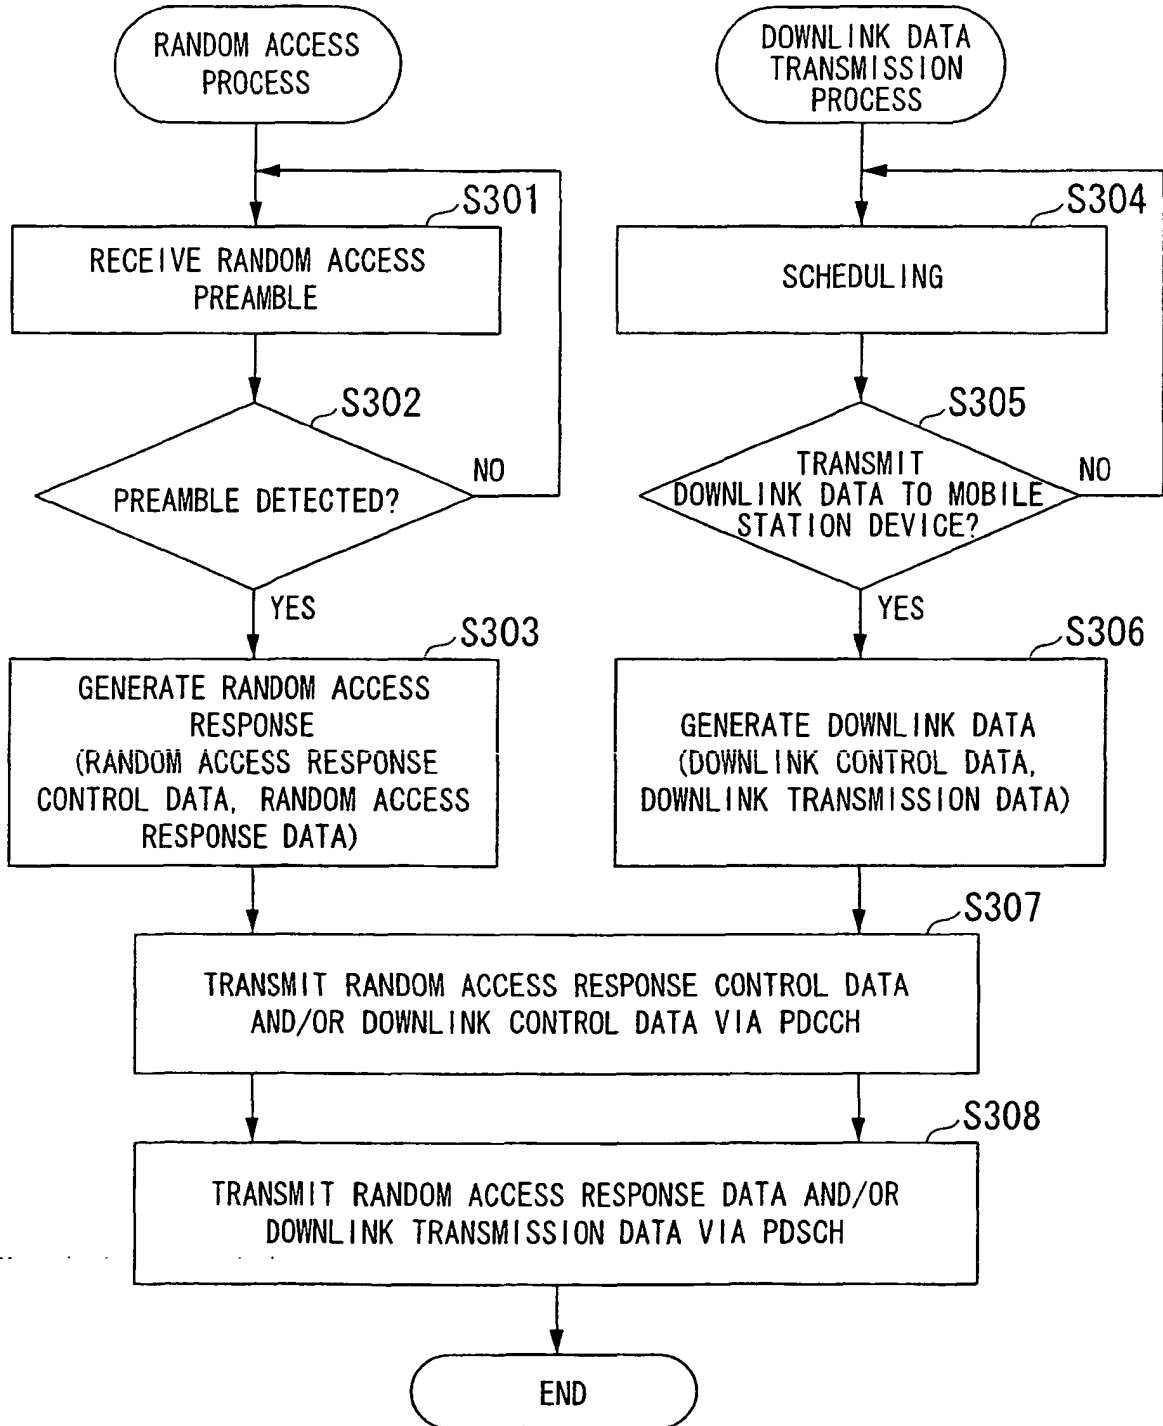 RANDOM ACCESS
PROCESS
DOWNLINK DATA
TRANSMISSION
PROCESS
S301
RECEIVE RANDOM ACCESS
PREAMBLE
S304
SCHEDULING
S302
PREAMBLE DETECTED?
NO
YES
S305
TRANSMIT
DOWNLINK DATA TO MOBILE
STATION DEVICE?
NO
YES
S303
GENERATE RANDOM ACCESS
RESPONSE
(RANDOM ACCESS RESPONSE
CONTROL DATA, RANDOM ACCESS
RESPONSE DATA)
S306
GENERATE DOWNLINK DATA
(DOWNLINK CONTROL DATA,
DOWNLINK TRANSMISSION DATA)
S307
TRANSMIT RANDOM ACCESS RESPONSE CONTROL DATA
AND/OR DOWNLINK CONTROL DATA VIA PDCCH
S308
TRANSMIT RANDOM ACCESS RESPONSE DATA AND/OR
DOWNLINK TRANSMISSION DATA VIA PDSCH
END